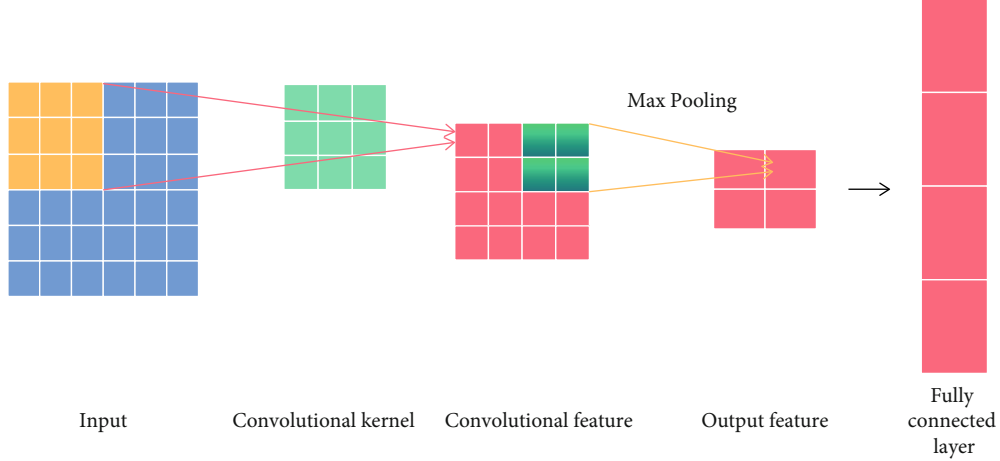 Max Pooling
Input
Convolutional kernel
Convolutional feature
Output feature
Fully
connected
layer